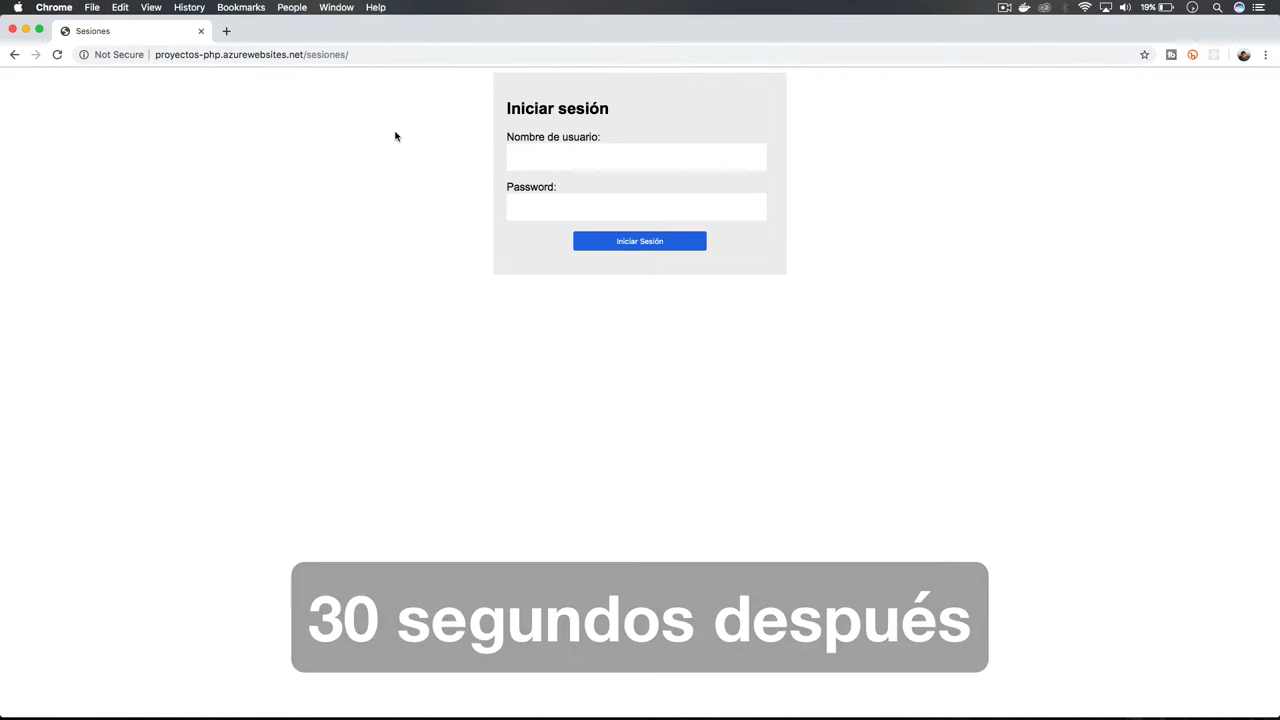 Chrome File Edit View History Bookmarks People Window Help 19%
Sesiones
Not Secure proyectos-php.azurewebsites.net/sesiones/
Iniciar sesión
Nombre de usuario:
Password:
Iniciar Sesión
30 segundos después